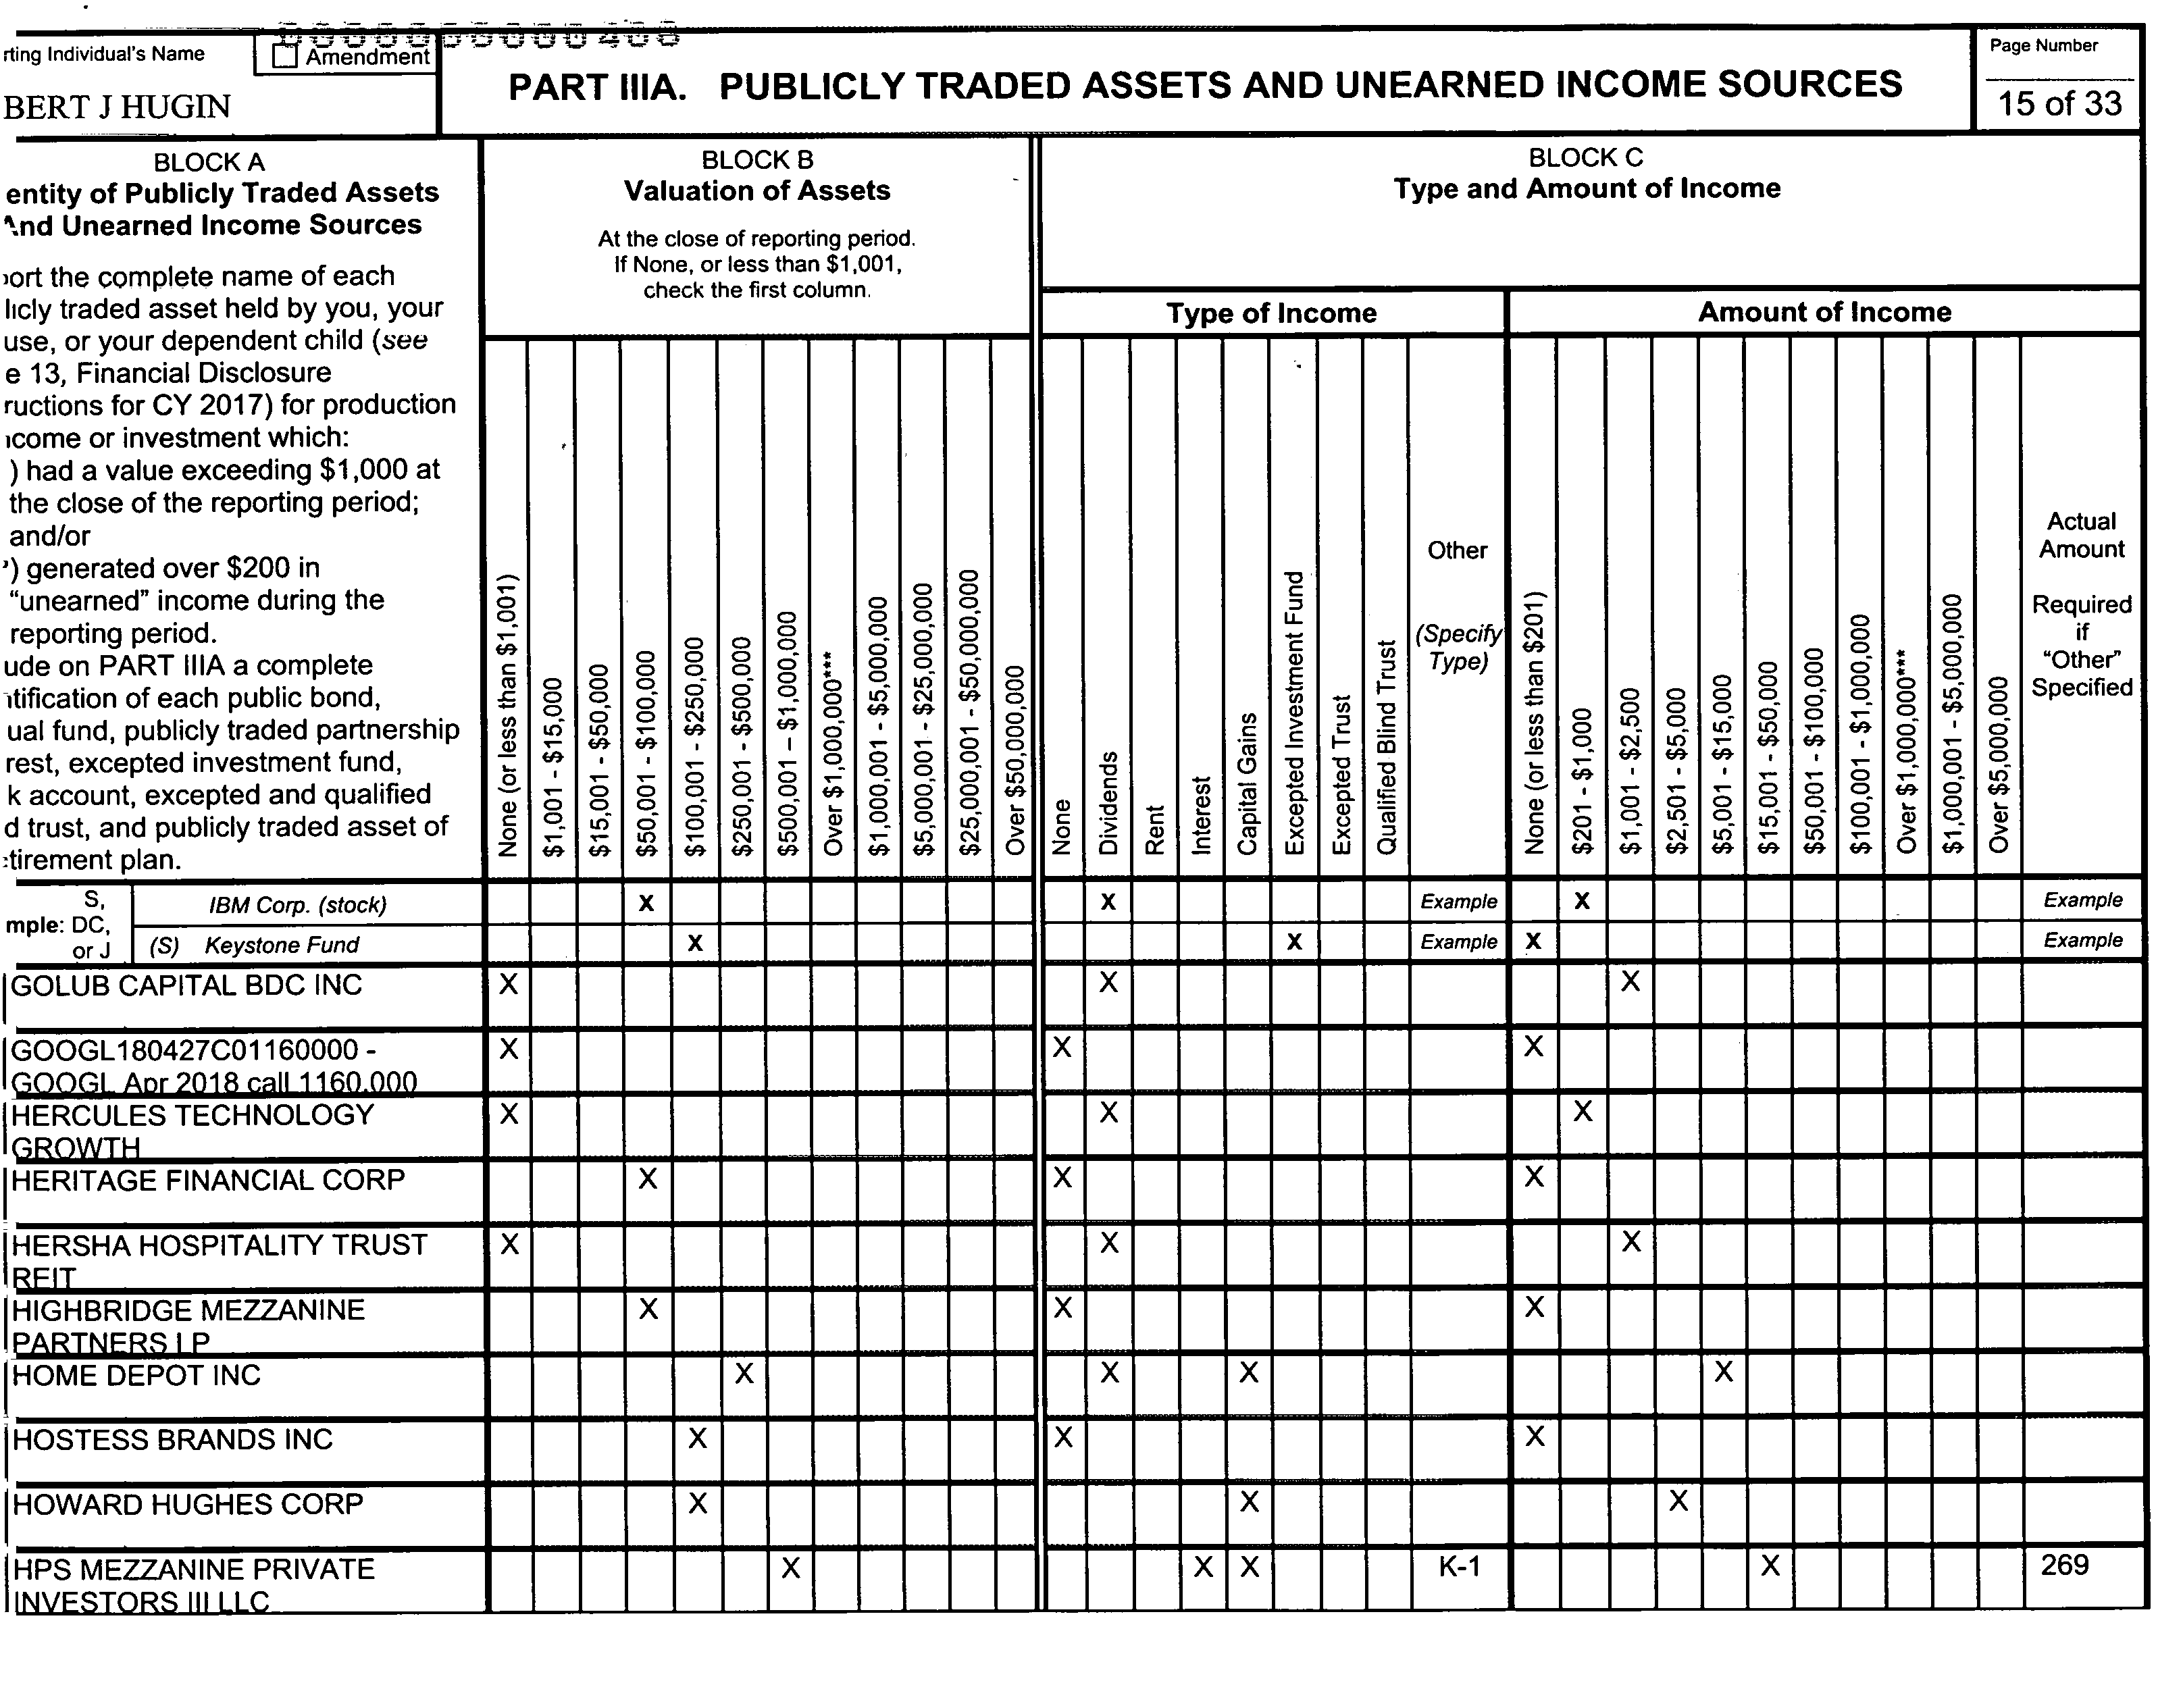 rting Individual's Name
Amendment
BERT J HUGIN
PART IIIA. PUBLICLY TRADED ASSETS AND UNEARNED INCOME SOURCES
Page Number
15 of 33
BLOCK A
entity of Publicly Traded Assets
And Unearned Income Sources
ort the complete name of each
licly traded asset held by you, your
use, or your dependent child (see
e 13, Financial Disclosure
ructions for CY 2017) for production
come or investment which:
) had a value exceeding $1,000 at
the close of the reporting period;
and/or
) generated over $200 in
“unearned” income during the
reporting period.
ude on PART IIIA a complete
tification of each public bond,
ual fund, publicly traded partnership
rest, excepted investment fund,
k account, excepted and qualified
d trust, and publicly traded asset of
tirement plan.
BLOCK B
Valuation of Assets
At the close of reporting period.
If None, or less than $1,001,
check the first column.
BLOCK C
Type and Amount of Income
Type of Income
Amount of Income
None (or less than $1,001)
$1,001 - $15,000
$15,001 - $50,000
$50,001 - $100,000
$100,001 - $250,000
$250,001 - $500,000
$500,001 – $1,000,000
Over $1,000,000***
$1,000,001 - $5,000,000
$5,000,001 - $25,000,000
$25,000,001 - $50,000,000
Over $50,000,000
None
Dividends
Rent
Interest
Capital Gains
Excepted Investment Fund
Excepted Trust
Qualified Blind Trust
Other
(Specify
Type)
None (or less than $201)
$201 - $1,000
$1,001 - $2,500
$2,501 - $5,000
$5,001 - $15,000
$15,001 - $50,000
$50,001 - $100,000
$100,001 - $1,000,000
Over $1,000,000***
$1,000,001 - $5,000,000
Over $5,000,000
Actual
Amount
Required
if
“Other”
Specified
S,
mple: DC,
or J
IBM Corp. (stock) X X Example X Example
(S) Keystone Fund X X Example X Example
GOLUB CAPITAL BDC INC X X X
GOOGL180427C01160000 - X X X
GOOGL Apr 2018 call 1160.000
HERCULES TECHNOLOGY X X X
GROWTH
HERITAGE FINANCIAL CORP X X X
HERSHA HOSPITALITY TRUST X X X
REIT
HIGHBRIDGE MEZZANINE X X X
PARTNERS LP
HOME DEPOT INC X X X X
HOSTESS BRANDS INC X X X
HOWARD HUGHES CORP X X X
HPS MEZZANINE PRIVATE X X X K-1 X 269
INVESTORS III LLC